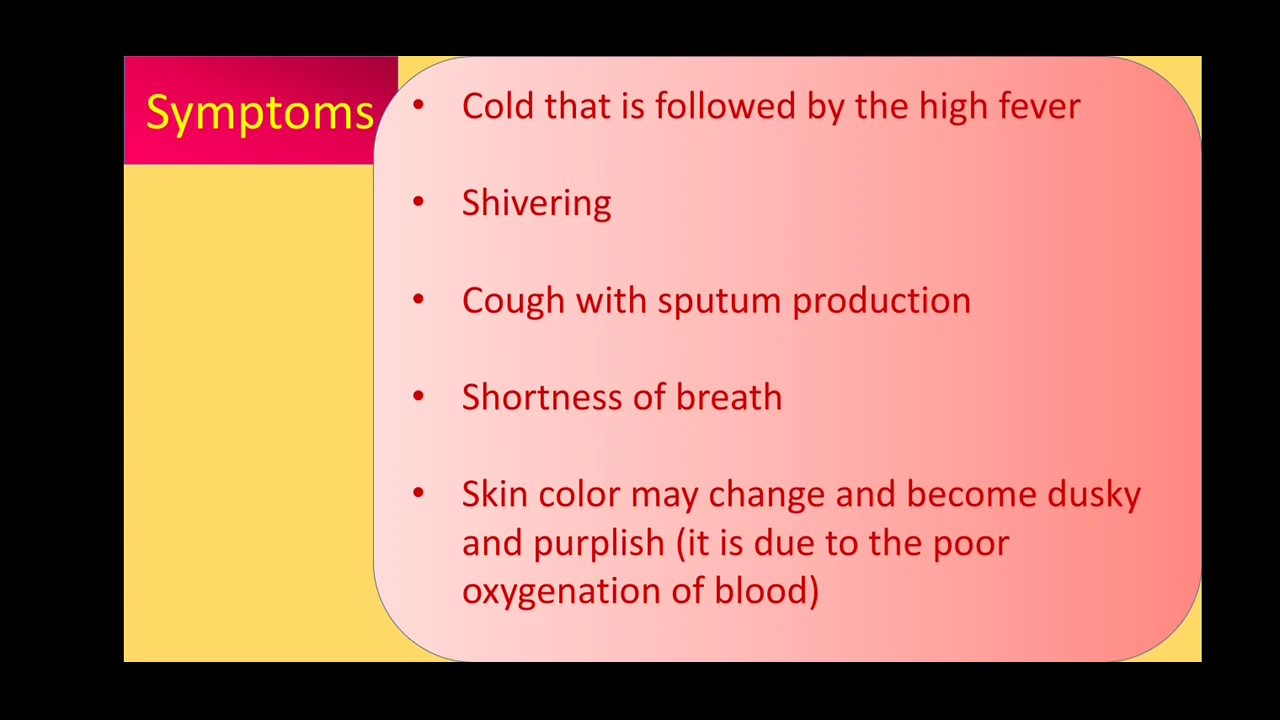 Symptoms
• Cold that is followed by the high fever
• Shivering
• Cough with sputum production
• Shortness of breath
• Skin color may change and become dusky
and purplish (it is due to the poor
oxygenation of blood)